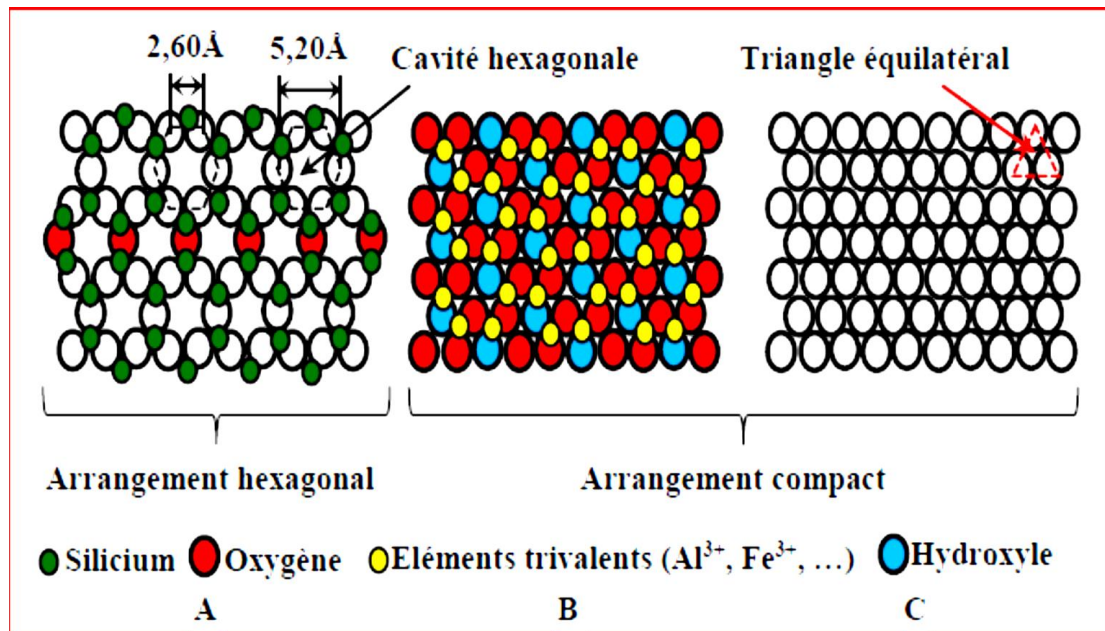 2,60Å 5,20Å
Cavité hexagonale
Triangle équilatéral
Arrangement hexagonal
Arrangement compact
Silicium Oxygène Eléments trivalents (Al³⁺, Fe³⁺, …) Hydroxyle
A B C